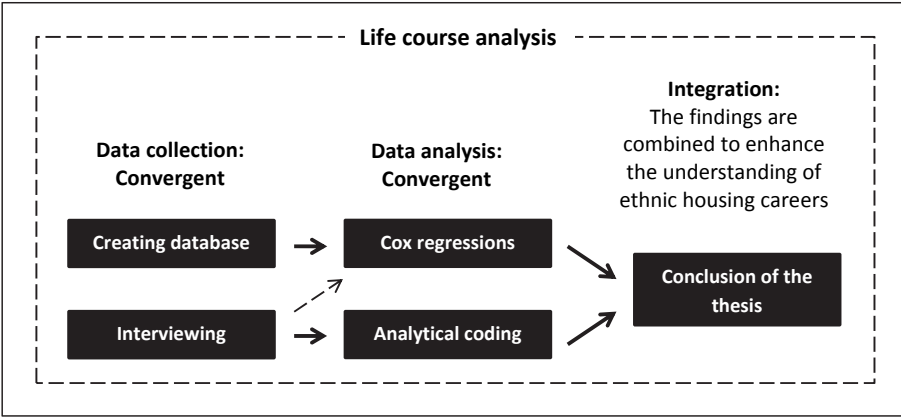 Life course analysis
Integration:
The findings are
combined to enhance
the understanding of
ethnic housing careers
Data collection:
Convergent
Data analysis:
Convergent
Creating database
Cox regressions
Conclusion of the
thesis
Interviewing
Analytical coding